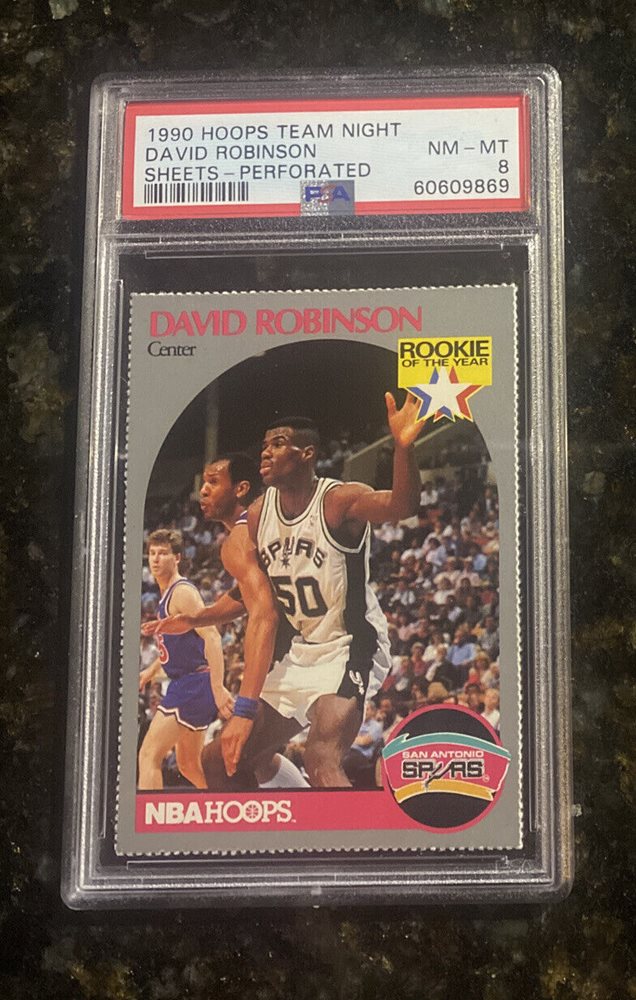 1990 HOOPS TEAM NIGHT
DAVID ROBINSON NM - MT
SHEETS - PERFORATED 8
PSA 60609869
DAVID ROBINSON
Center
ROOKIE
OF THE YEAR
SPURS
50
SAN ANTONIO
SPURS
NBA HOOPS™